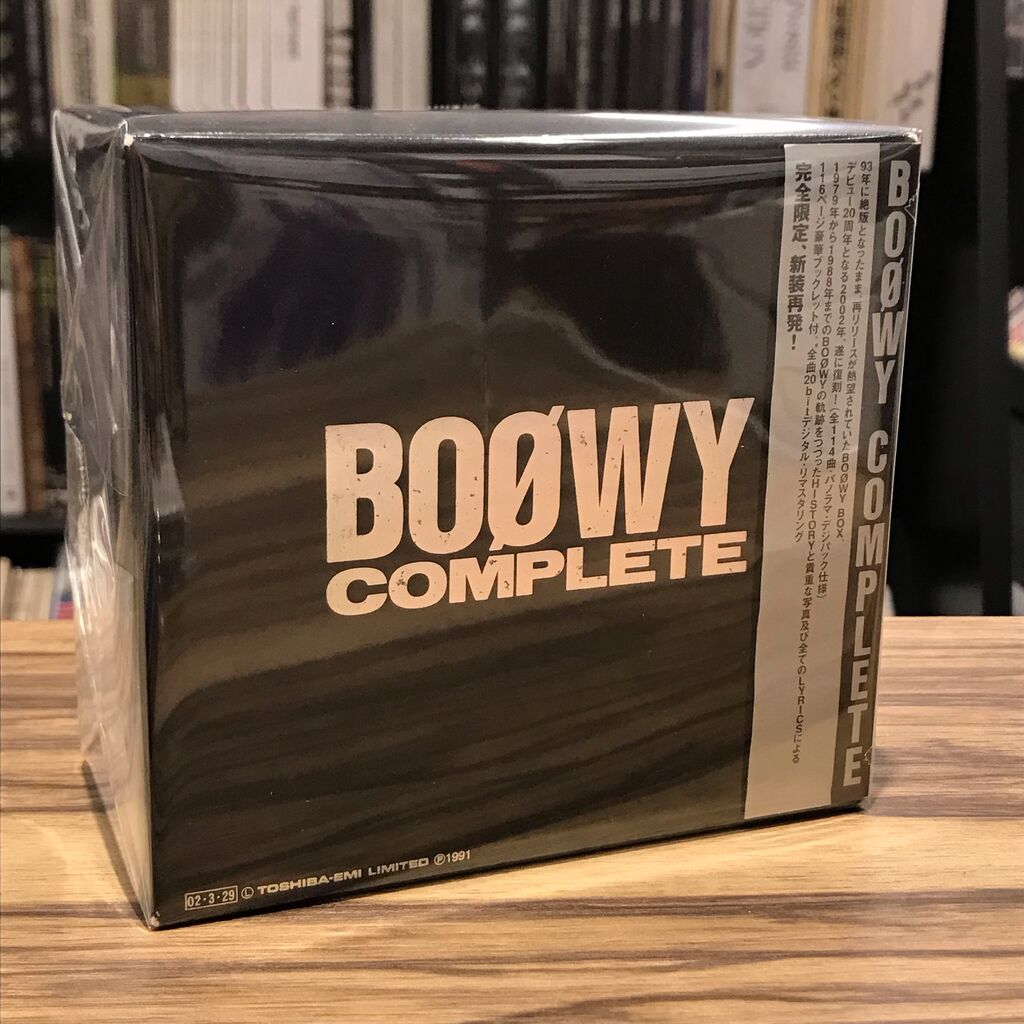 BOØWY
COMPLETE
BOØWY COMPLETE
93年に絶版となったまま、再リリースが熱望されていたBOØWY BOX、
デビュー20周年となる2002年、遂に復刻！（全114曲・パノラマ・デジパック仕様）
1979年から1988年までのBOØWYの軌跡をつづったHISTORYと貴重な写真及び全てのLYRICSによる
116ページ豪華ブックレット付。全曲20bitデジタル・リマスタリング
完全限定、新装再発！
02・3・29 Ⓛ TOSHIBA-EMI LIMITED Ⓟ1991